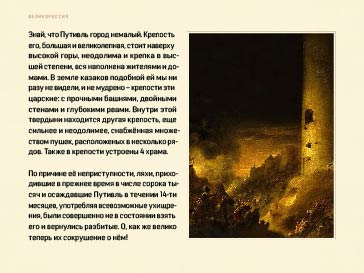 ВЕЛИКОРОССИЯ
Знай, что Путивль город немалый. Крепость
его, большая и великолепная, стоит наверху
высокой горы, неодолима и крепка в выс-
шей степени, вся наполнена жителями и до-
мами. В земле казаков подобной ей мы ни
разу не видели, и не мудрено – крепости эти
царские: с прочными башнями, двойными
стенами и глубокими рвами. Внутри этой
твердыни находится другая крепость, еще
сильнее и неодолимее, снабжённая множе-
ством пушек, расположеных в несколько ря-
дов. Также в крепости устроены 4 храма.
По причине её неприступности, ляхи, прихо-
дившие в прежнее время в числе сорока ты-
сяч и осаждавшие Путивль в течении 14-ти
месяцев, употребляя всевозможные ухищре-
ния, были совершенно не в состоянии взять
его и вернулись разбитые. О, как же велико
теперь их сокрушение о нём!